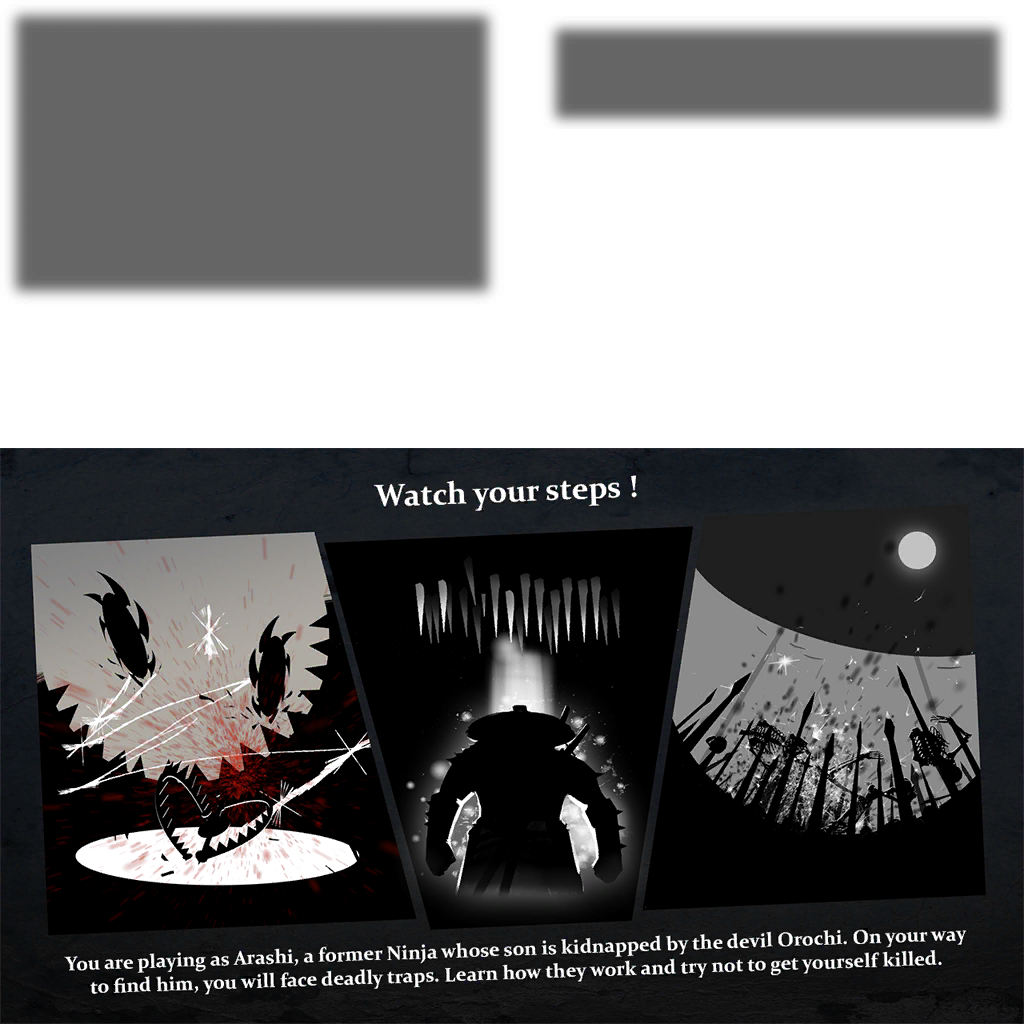 Watch your steps !
You are playing as Arashi, a former Ninja whose son is kidnapped by the devil Orochi. On your way
to find him, you will face deadly traps. Learn how they work and try not to get yourself killed.